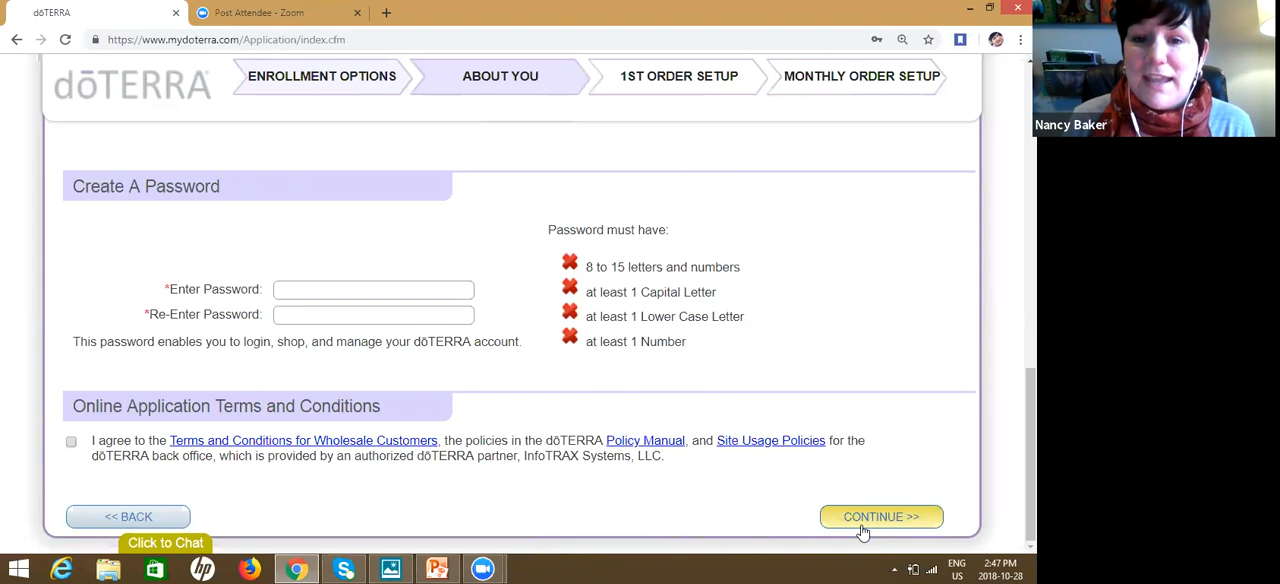 dōTERRA
Post Attendee - Zoom
https://www.mydoterra.com/Application/index.cfm
dōTERRA
ENROLLMENT OPTIONS
ABOUT YOU
1ST ORDER SETUP
MONTHLY ORDER SETUP
Nancy Baker
Create A Password
Password must have:
8 to 15 letters and numbers
at least 1 Capital Letter
at least 1 Lower Case Letter
at least 1 Number
*Enter Password:
*Re-Enter Password:
This password enables you to login, shop, and manage your dōTERRA account.
Online Application Terms and Conditions
I agree to the Terms and Conditions for Wholesale Customers, the policies in the dōTERRA Policy Manual, and Site Usage Policies for the
dōTERRA back office, which is provided by an authorized dōTERRA partner, InfoTRAX Systems, LLC.
<< BACK
CONTINUE >>
Click to Chat
hp
ENG
US
2:47 PM
2018-10-28